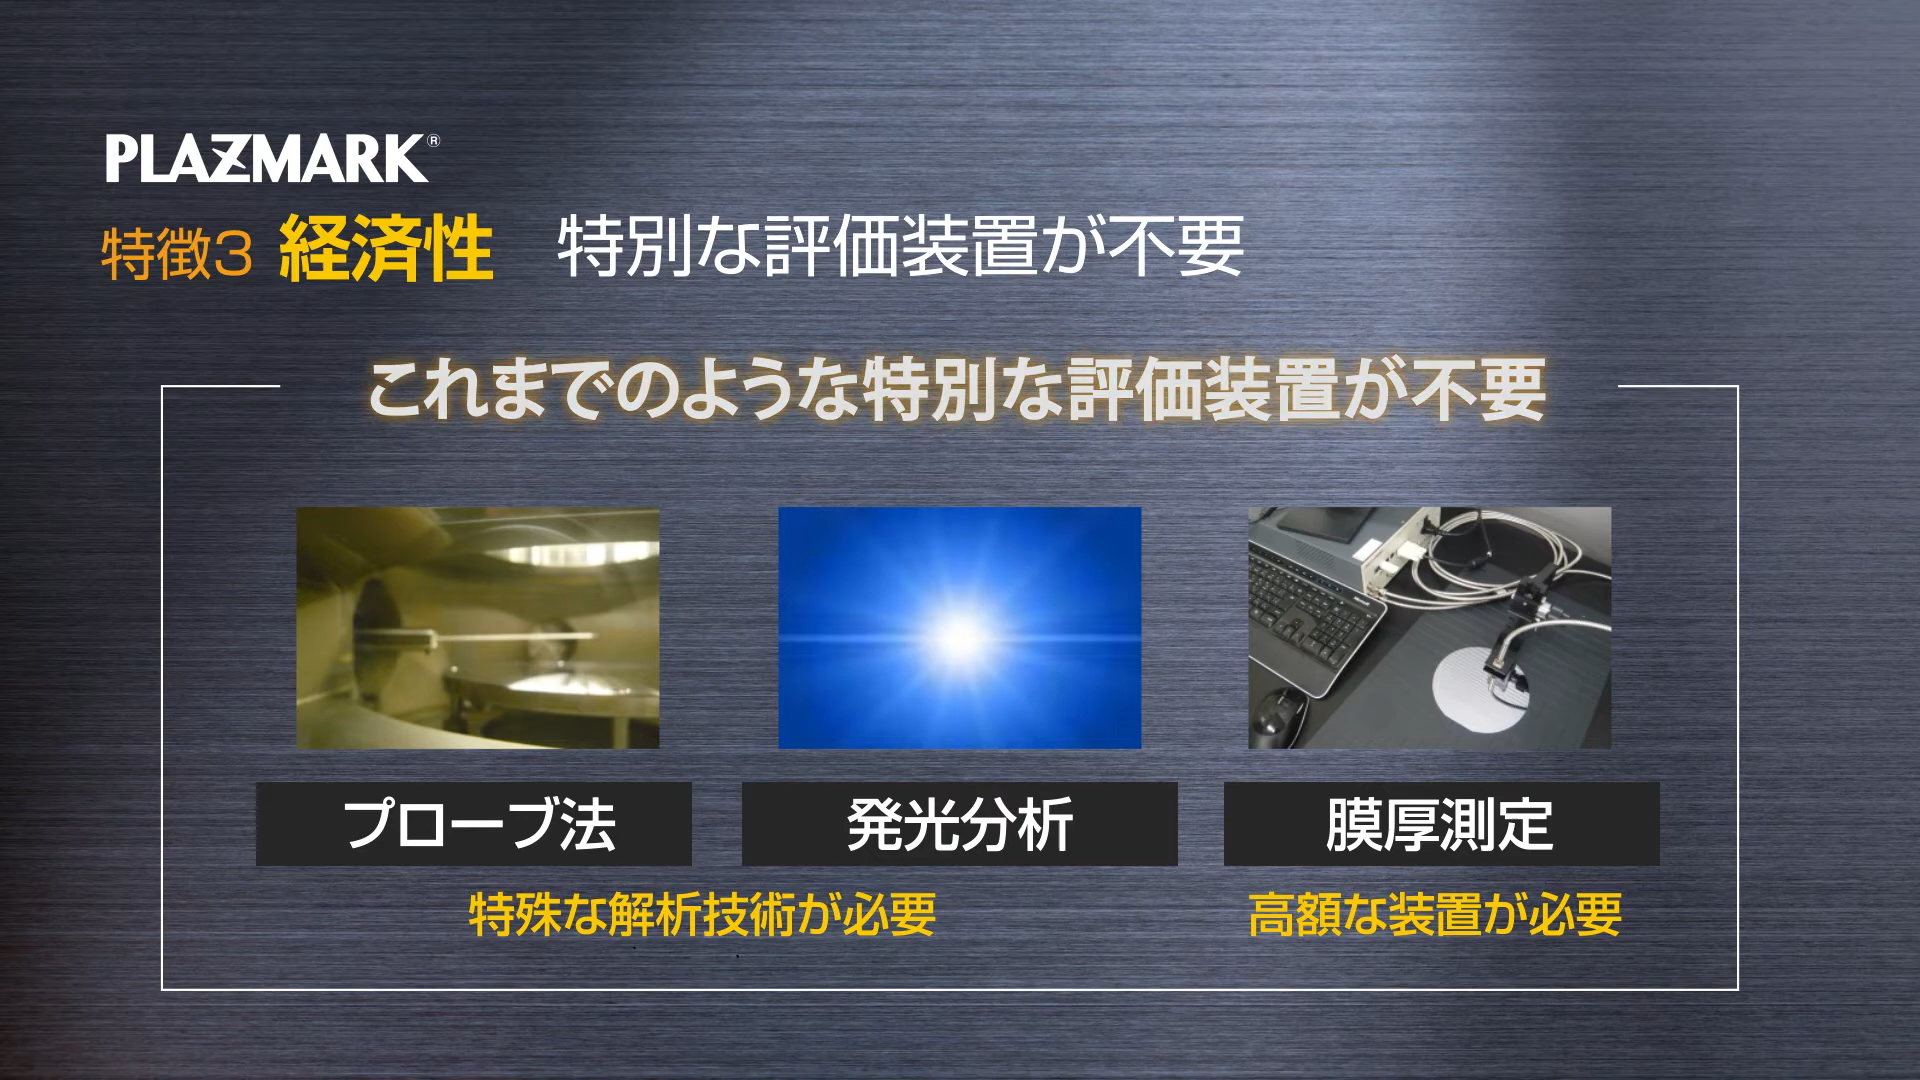 PLAZMARK®
特徴3 経済性 特別な評価装置が不要
これまでのような特別な評価装置が不要
プローブ法
発光分析
膜厚測定
特殊な解析技術が必要
高額な装置が必要